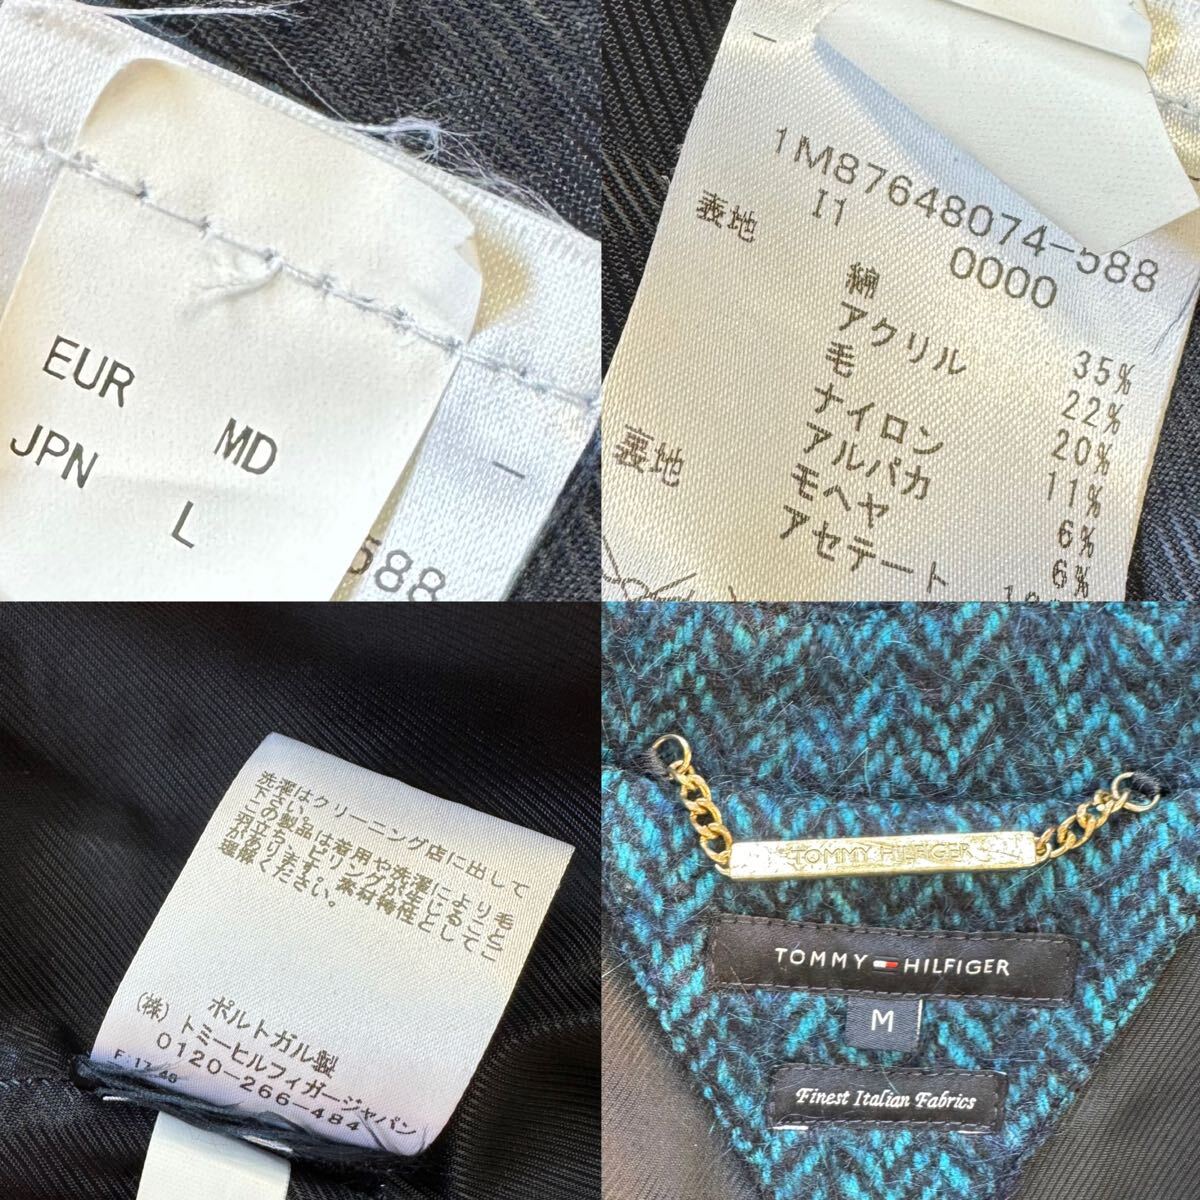 EUR MD
JPN L
588
1M87648074-588
I1 0000
表地
綿 35%
アクリル 22%
毛 20%
ナイロン 11%
アルパカ 6%
モヘヤ 6%
裏地
アセテート
洗濯はクリーニング店に出して
下さい
この製品は着用や洗濯により毛
羽立ち、ピリングが生じること
があります。素材特性としてご
理解ください。
ポルトガル製
(株)トミーヒルフィガージャパン
0120-266-484
F:17/48
TOMMY HILFIGER
TOMMY HILFIGER
M
Finest Italian Fabrics